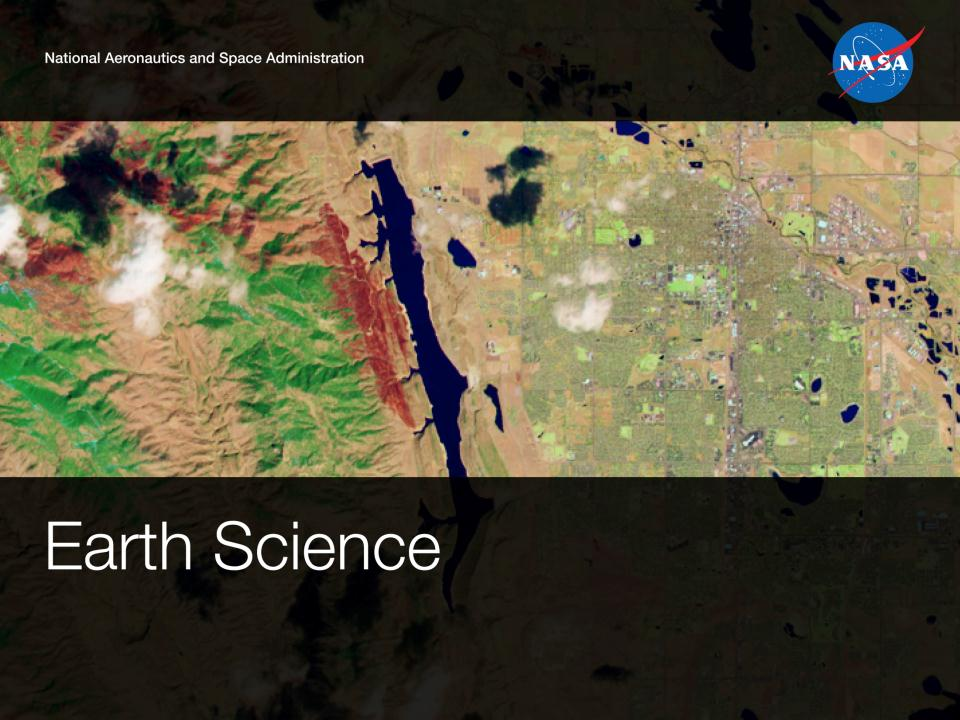 National Aeronautics and Space Administration
NASA
Earth Science